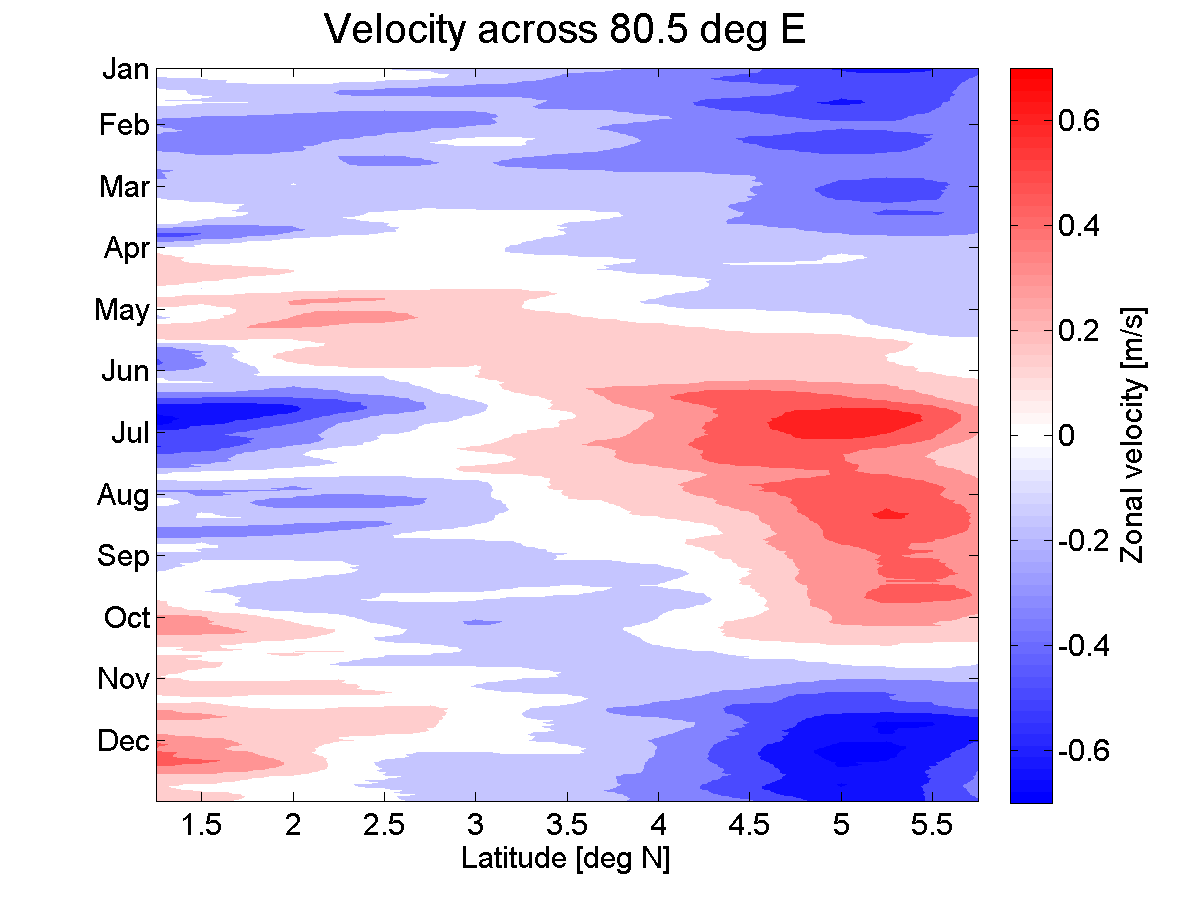 Velocity across 80.5 deg E
Jan
Feb
Mar
Apr
May
Jun
Jul
Aug
Sep
Oct
Nov
Dec
1.5 2 2.5 3 3.5 4 4.5 5 5.5
Latitude [deg N]
0.6
0.4
0.2
0
-0.2
-0.4
-0.6
Zonal velocity [m/s]